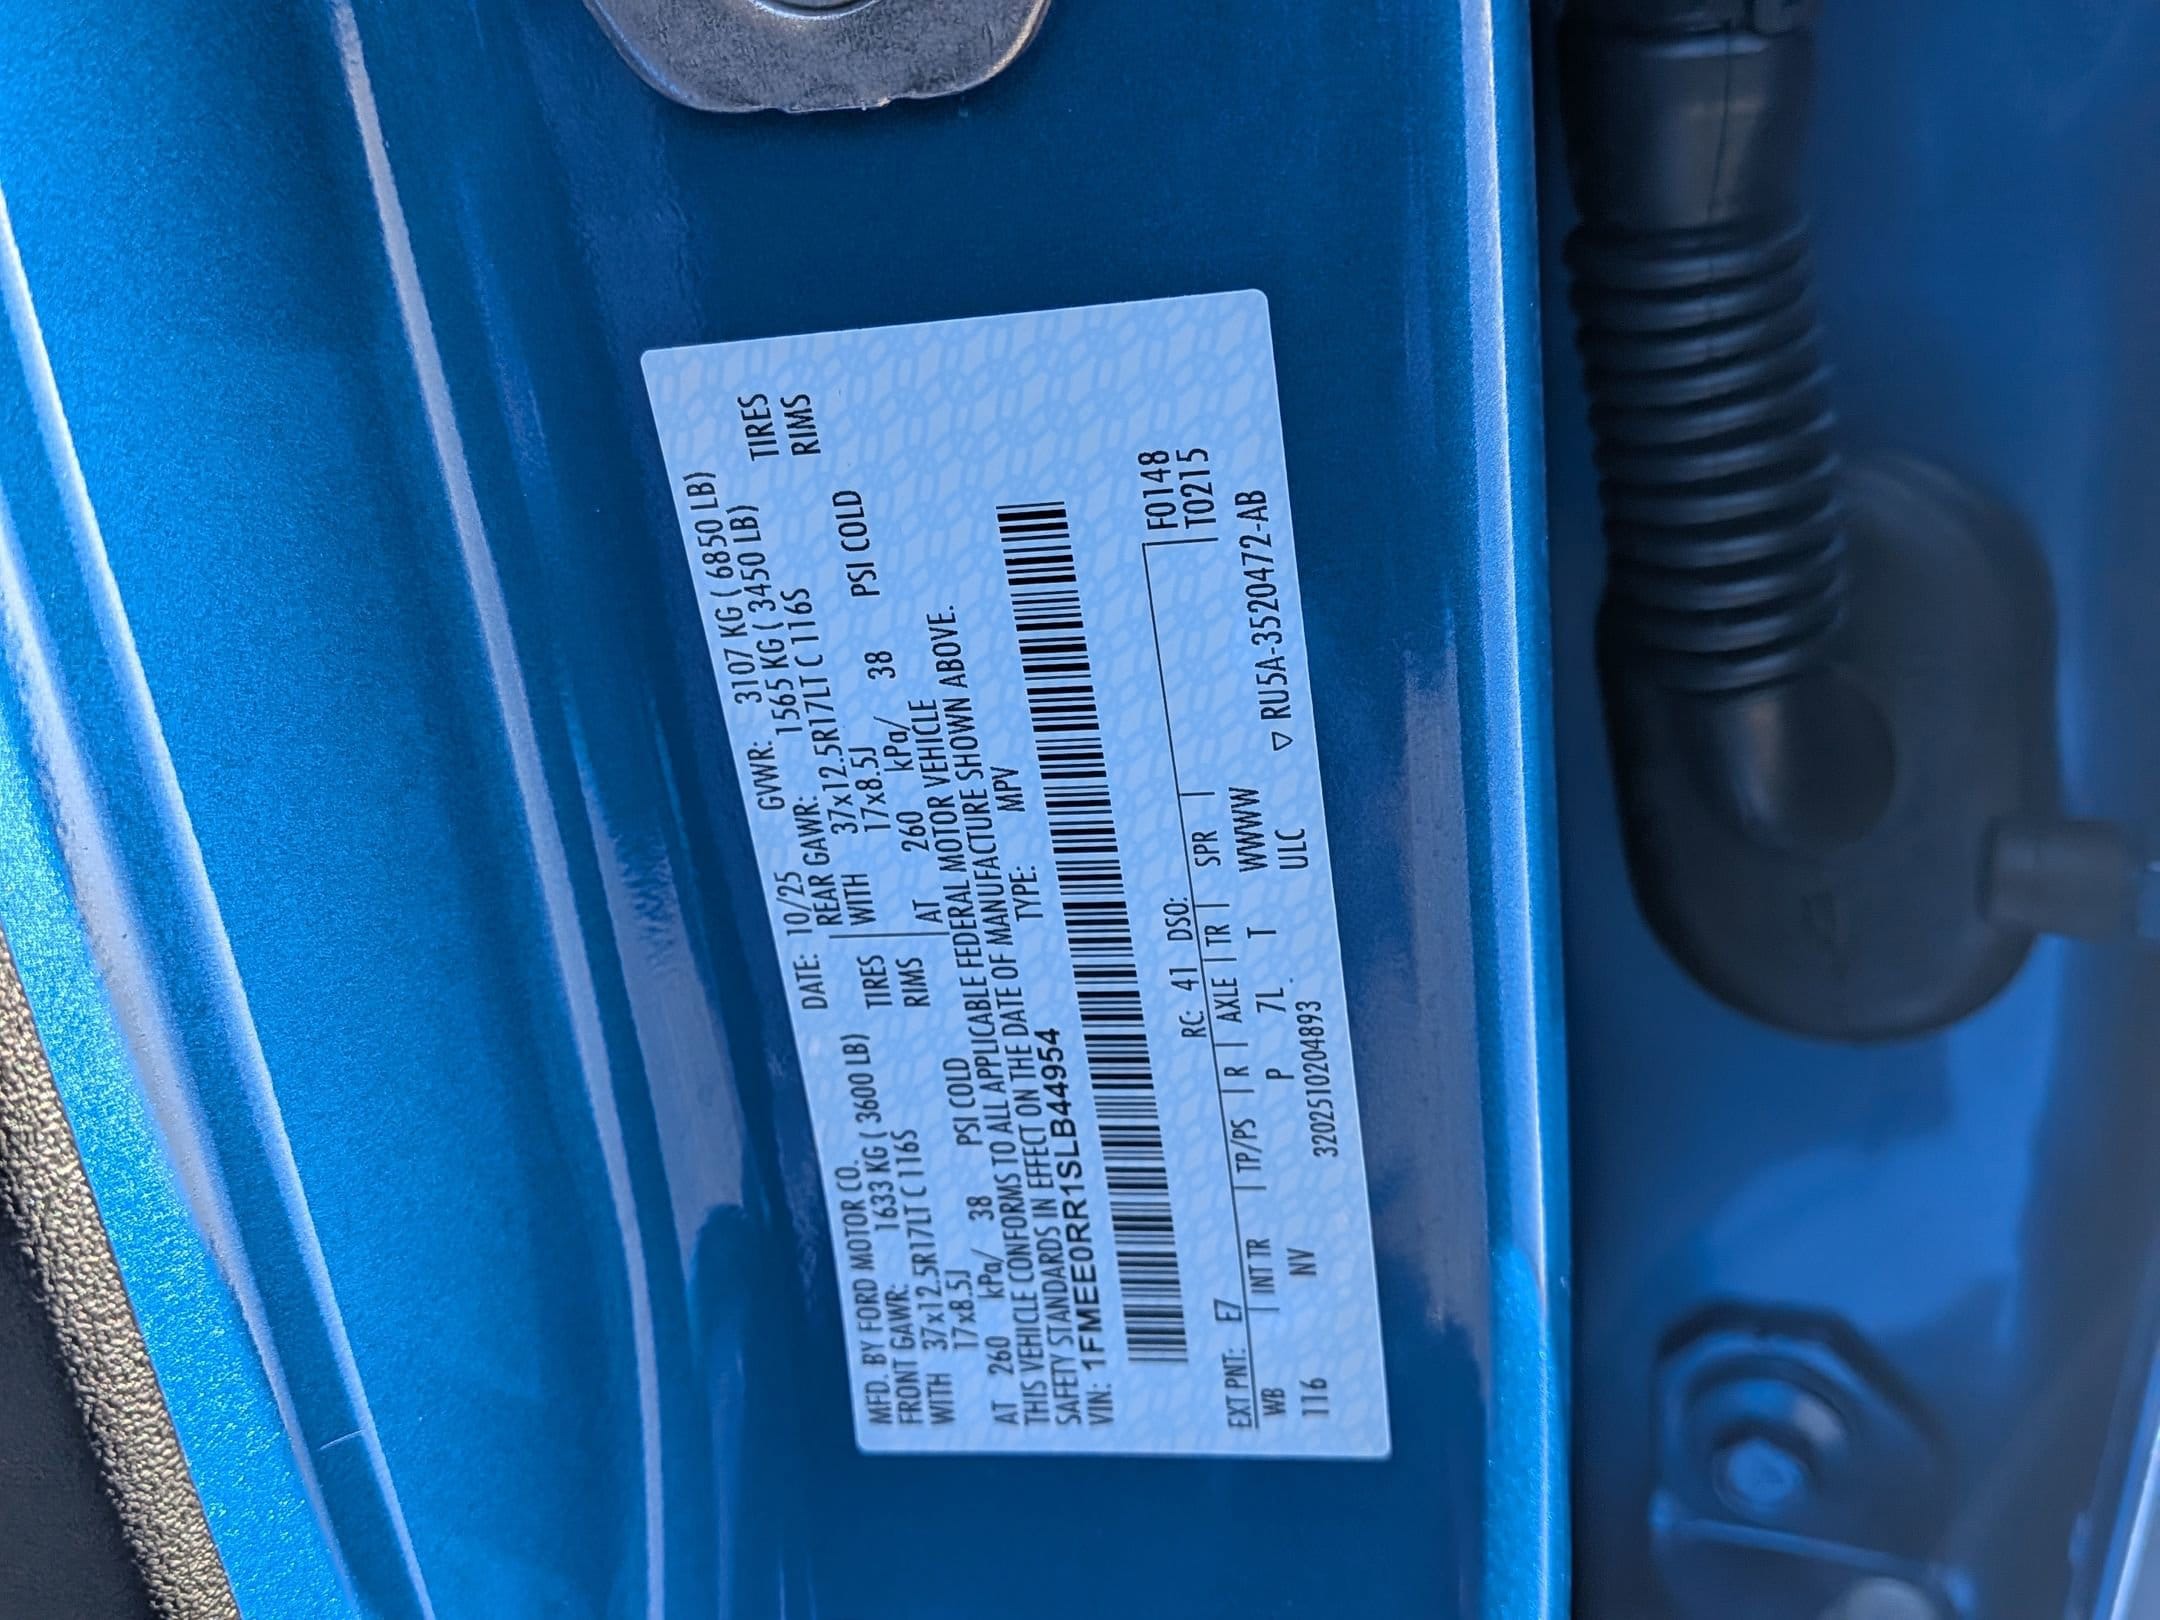 MFD. BY FORD MOTOR CO. DATE: 10/25 GVWR: 3107 KG ( 6850 LB)
FRONT GAWR: 1633 KG ( 3600 LB) REAR GAWR: 1565 KG ( 3450 LB)
WITH 37x12.5R17LT C 116S TIRES WITH 37x12.5R17LT C 116S TIRES
17x8.5J RIMS 17x8.5J RIMS
AT 260 kPa/ 38 PSI COLD AT 260 kPa/ 38 PSI COLD
THIS VEHICLE CONFORMS TO ALL APPLICABLE FEDERAL MOTOR VEHICLE
SAFETY STANDARDS IN EFFECT ON THE DATE OF MANUFACTURE SHOWN ABOVE.
VIN: 1FMEE0RR1SLB44954 TYPE: MPV
EXT PNT: E7 RC: 41 DSO: F0148
WB INT TR TP/PS R AXLE TR SPR T0215
116 NV P 7L T WWWW
3202510204893 ULC ▽ RU5A-3520472-AB